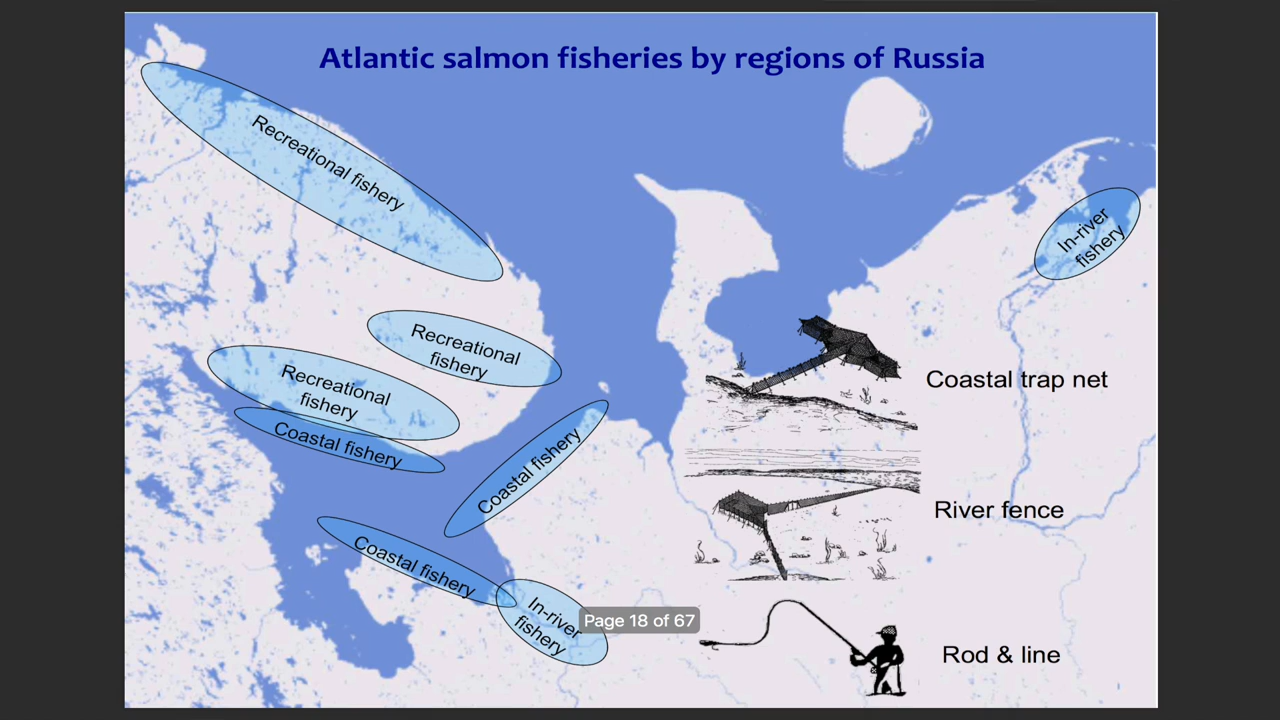 Atlantic salmon fisheries by regions of Russia
Recreational fishery
In-river
fishery
Recreational
fishery
Recreational
fishery
Coastal fishery
Coastal fishery
Coastal fishery
In-river
fishery
Coastal trap net
River fence
Rod & line
Page 18 of 67